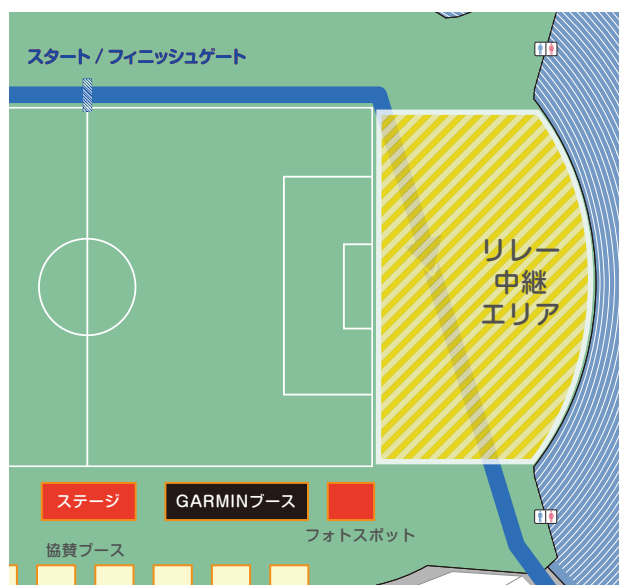 スタート / フィニッシュゲート
リレー
中継
エリア
ステージ
GARMINブース
フォトスポット
協賛ブース